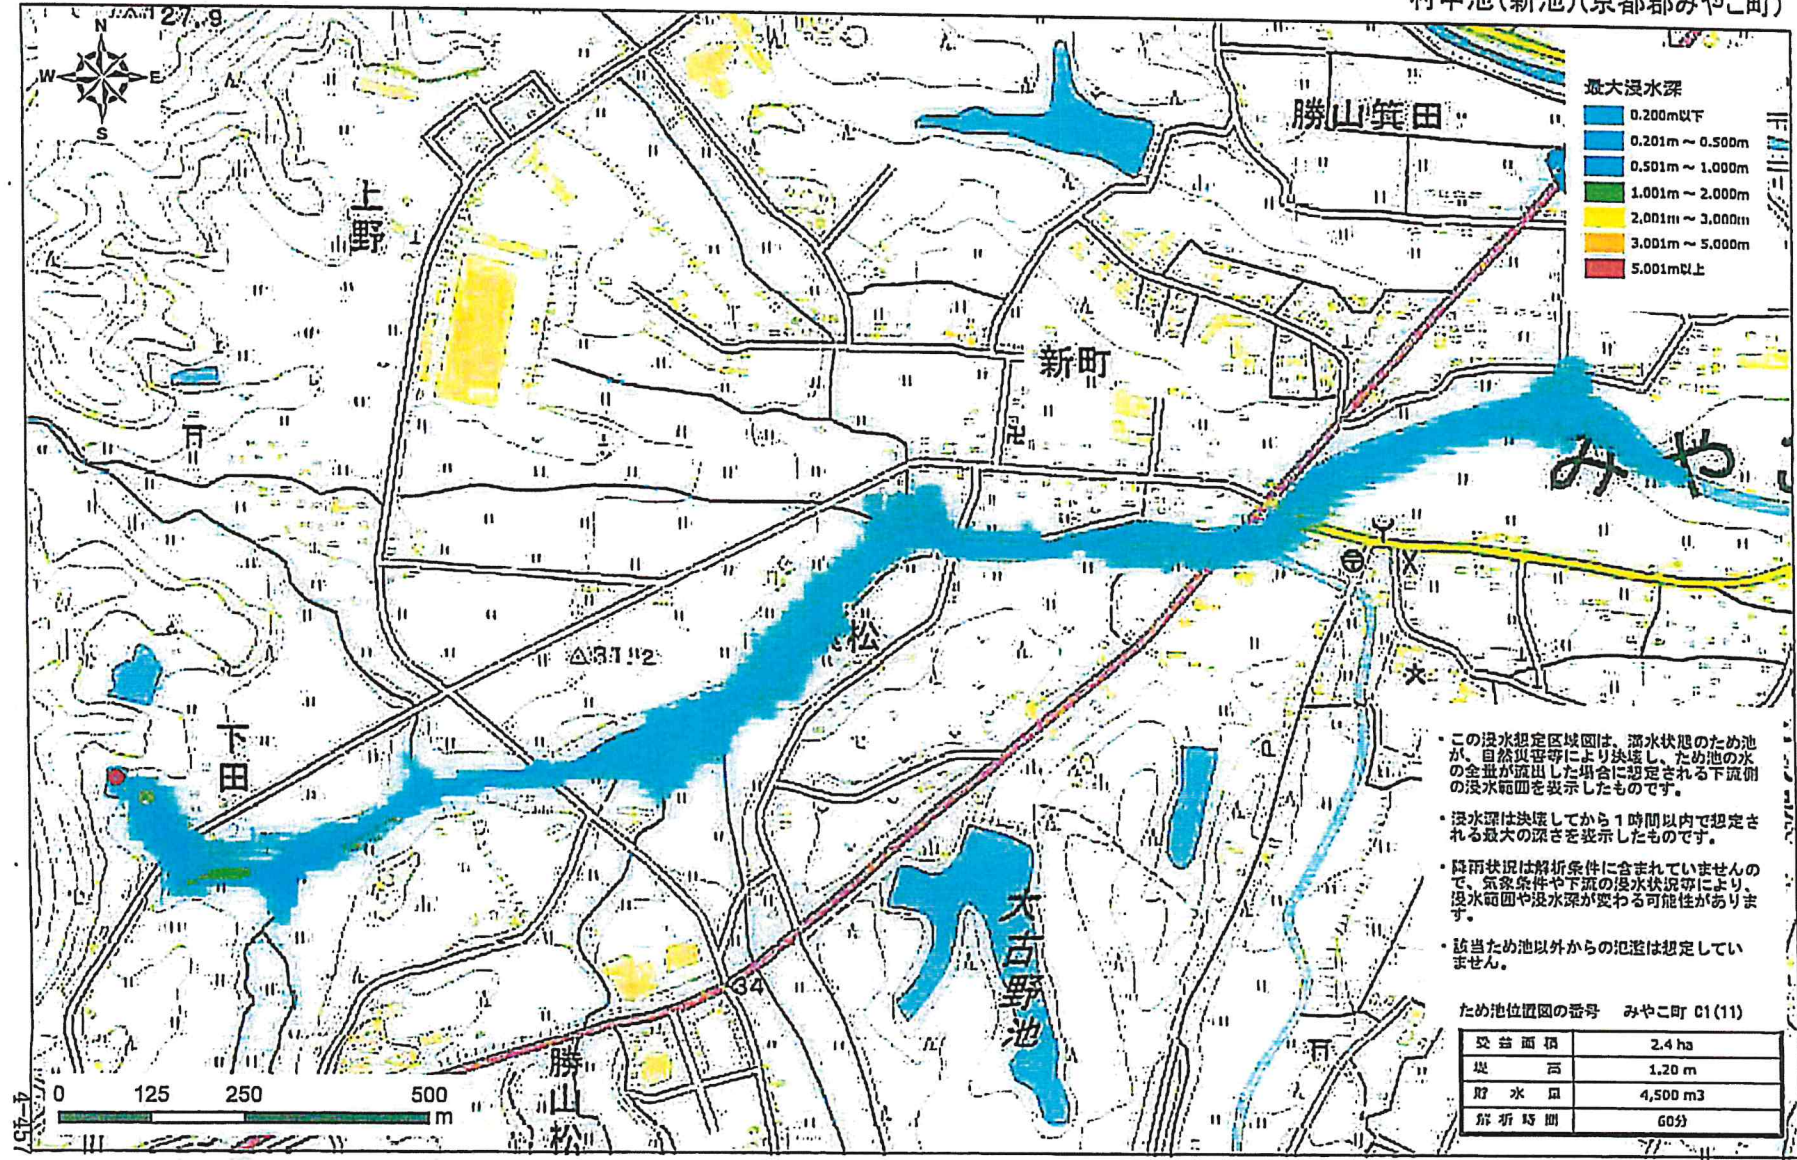 村中池(新池)(京都郡みやこ町)
127.9
N
W
E
S
最大浸水深
0.200m以下
0.201m ~ 0.500m
0.501m ~ 1.000m
1.001m ~ 2.000m
2.001m ~ 3.000m
3.001m ~ 5.000m
5.001m以上
勝山箕田
上野
新町
みや
松
31.2
下田
大古野池
34
勝山松
・この浸水想定区域図は、満水状態のため池
が、自然災害等により決壊し、ため池の水
の全量が流出した場合に想定される下流側
の浸水範囲を表示したものです。
・浸水深は決壊してから1時間以内で想定さ
れる最大の深さを表示したものです。
・降雨状況は解析条件に含まれていませんの
で、気象条件や下流の浸水状況等により、
浸水範囲や浸水深が変わる可能性がありま
す。
・該当ため池以外からの氾濫は想定してい
ません。
ため池位置図の番号 みやこ町 C1(11)
受益面積 2.4 ha
堤高 1.20 m
貯水量 4,500 m3
解析時間 60分
0 125 250 500
m
4-457